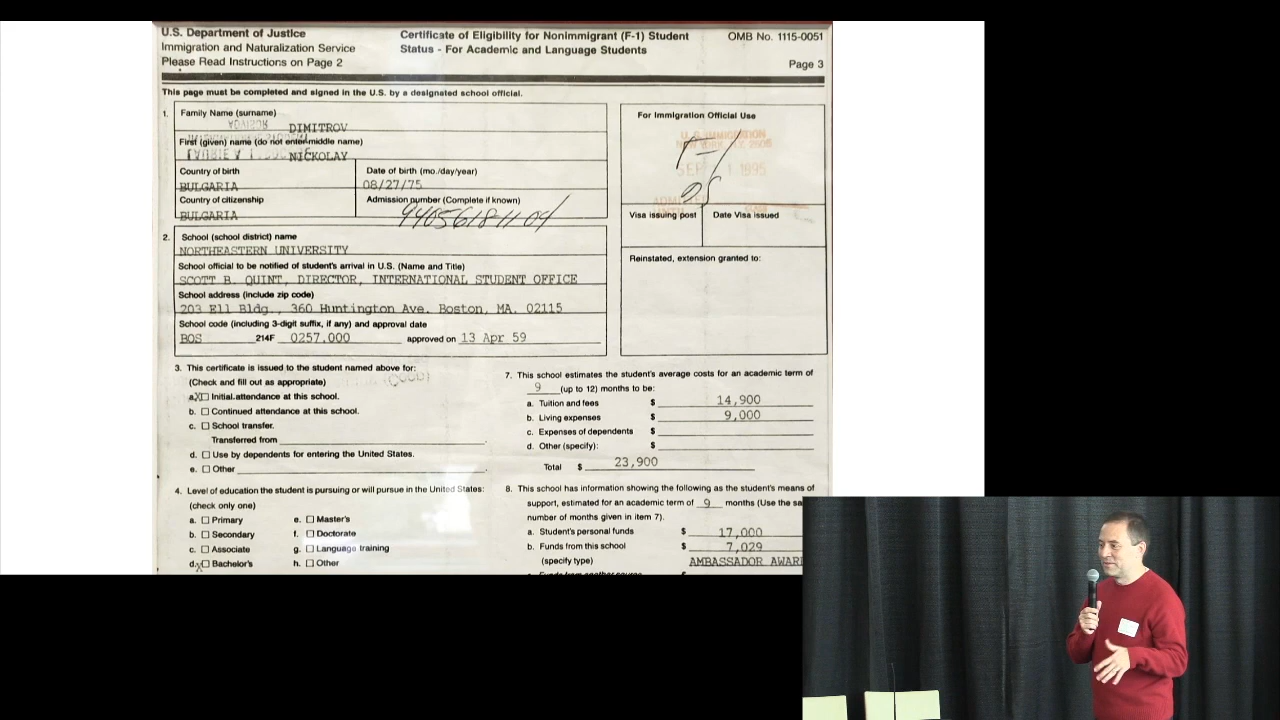 U.S. Department of Justice
Immigration and Naturalization Service
Please Read Instructions on Page 2
Certificate of Eligibility for Nonimmigrant (F-1) Student
Status - For Academic and Language Students
OMB No. 1115-0051
Page 3
This page must be completed and signed in the U.S. by a designated school official.
1. Family Name (surname)
DIMITROV
First (given) name (do not enter middle name)
NICKOLAY
Country of birth
BULGARIA
Date of birth (mo./day/year)
08/27/75
Country of citizenship
BULGARIA
Admission number (Complete if known)
For Immigration Official Use
U.S. IMMIGRATION
SEP 1 1995
F-1
Visa issuing post
Date Visa issued
Reinstated, extension granted to:
2. School (school district) name
NORTHEASTERN UNIVERSITY
School official to be notified of student's arrival in U.S. (Name and Title)
SCOTT B. QUINT, DIRECTOR, INTERNATIONAL STUDENT OFFICE
School address (include zip code)
203 Ell Bldg., 360 Huntington Ave. Boston, MA. 02115
School code (including 3-digit suffix, if any) and approval date
BOS 214F 0257.000 approved on 13 Apr 59
3. This certificate is issued to the student named above for:
(Check and fill out as appropriate)
a. X Initial attendance at this school.
b. Continued attendance at this school.
c. School transfer.
Transferred from
d. Use by dependents for entering the United States.
e. Other
4. Level of education the student is pursuing or will pursue in the United States:
(check only one)
a. Primary
b. Secondary
c. Associate
d. X Bachelor's
e. Master's
f. Doctorate
g. Language training
h. Other
7. This school estimates the student's average costs for an academic term of
9 (up to 12) months to be:
a. Tuition and fees $ 14,900
b. Living expenses $ 9,000
c. Expenses of dependents $
d. Other (specify): $
Total $ 23,900
8. This school has information showing the following as the student's means of
support, estimated for an academic term of 9 months (Use the sa
number of months given in item 7).
a. Student's personal funds $ 17,000
b. Funds from this school $ 7,029
(specify type) AMBASSADOR AWAR